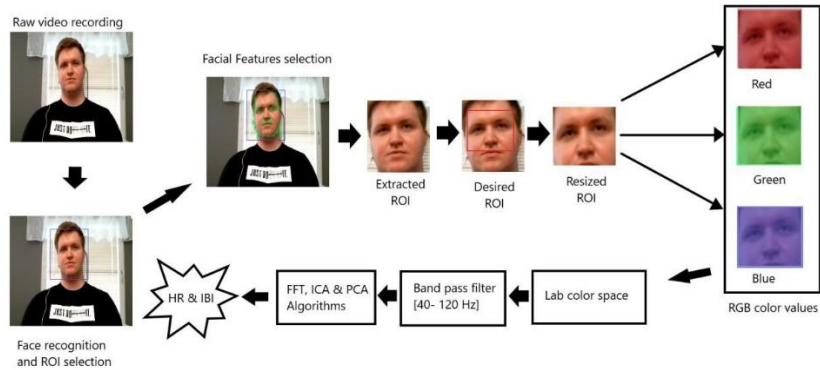 Raw video recording
Facial Features selection
Extracted
ROI
Desired
ROI
Resized
ROI
Red
Green
Blue
RGB color values
Lab color space
Band pass filter
[40- 120 Hz]
FFT, ICA & PCA
Algorithms
HR & IBI
Face recognition
and ROI selection